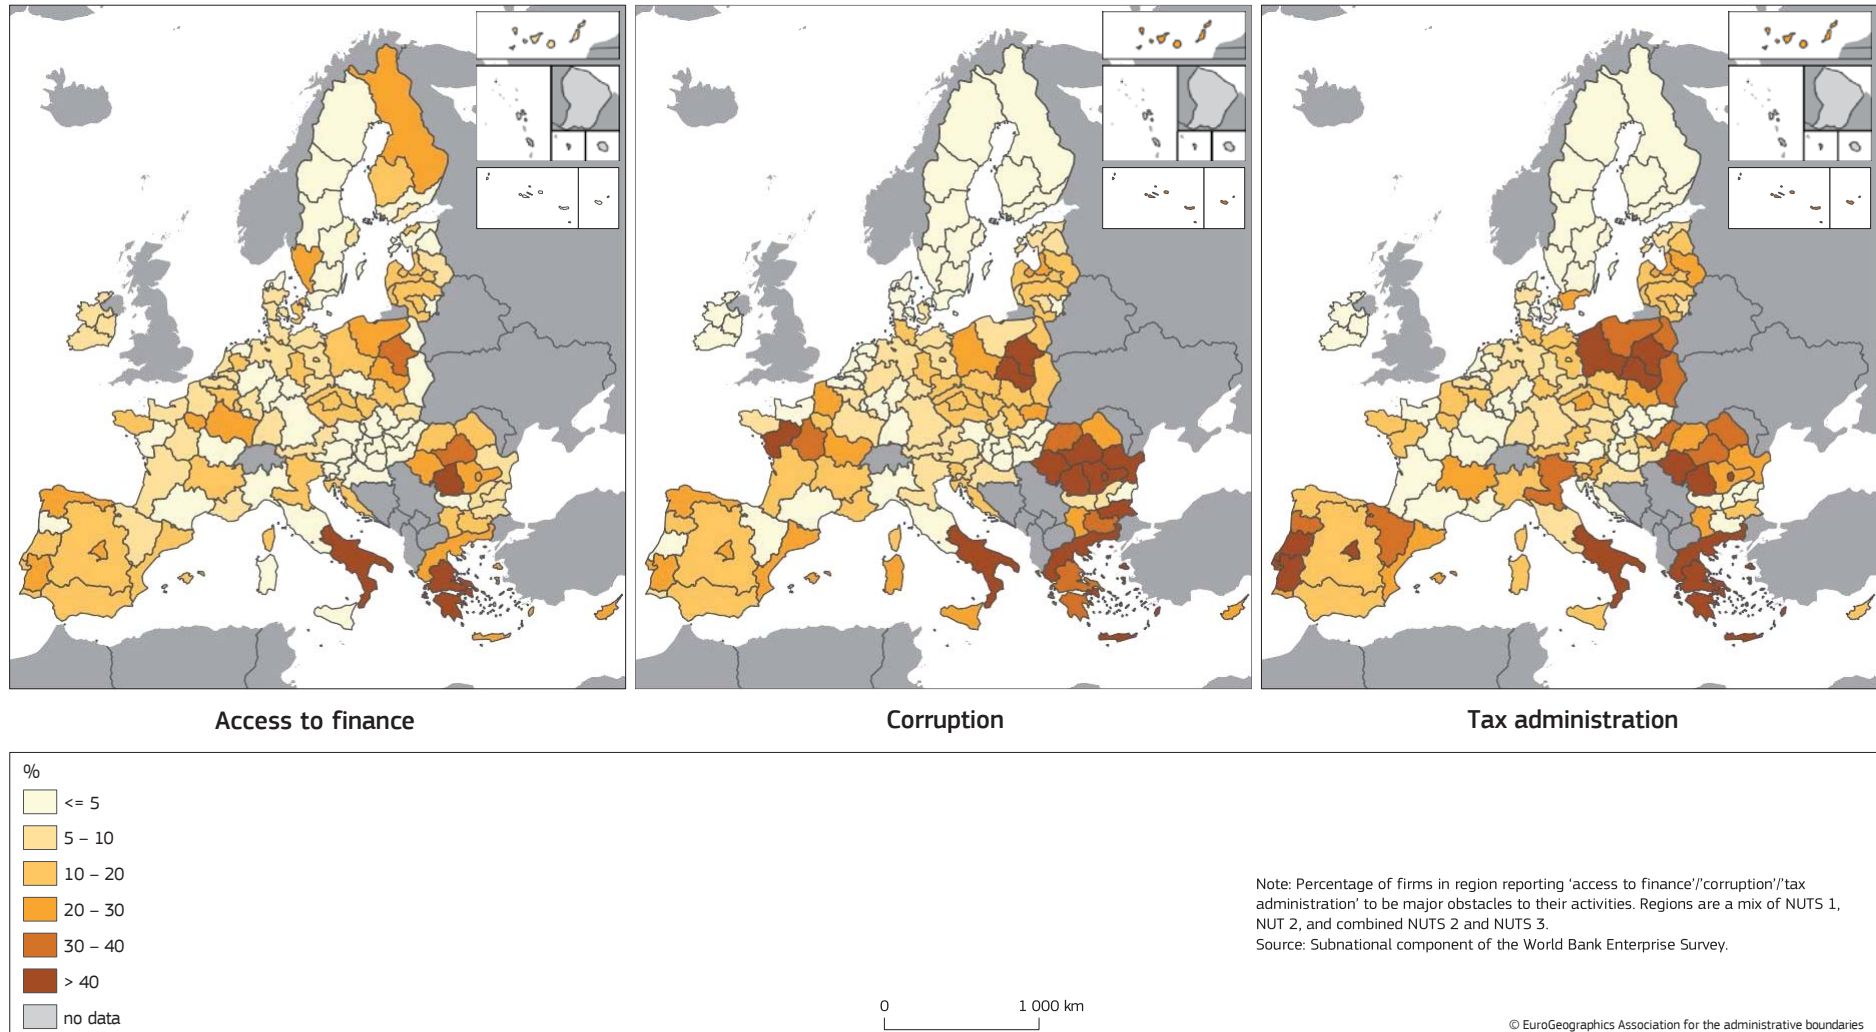 Access to finance
Corruption
Tax administration
%
<= 5
5 – 10
10 – 20
20 – 30
30 – 40
> 40
no data
Note: Percentage of firms in region reporting ‘access to finance’/’corruption’/’tax
administration’ to be major obstacles to their activities. Regions are a mix of NUTS 1,
NUT 2, and combined NUTS 2 and NUTS 3.
Source: Subnational component of the World Bank Enterprise Survey.
0 1 000 km
© EuroGeographics Association for the administrative boundaries